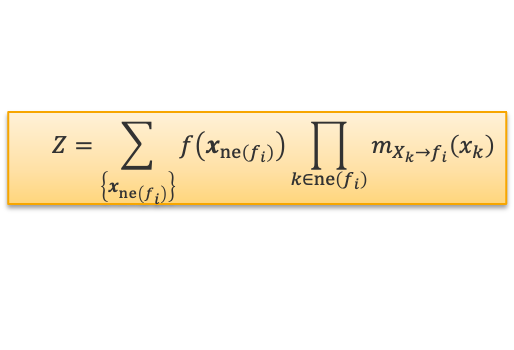 Z = ∑_{{𝒙_{ne(f_i)}}} f(𝒙_{ne(f_i)}) ∏_{k∈ne(f_i)} m_{X_k→f_i}(x_k)